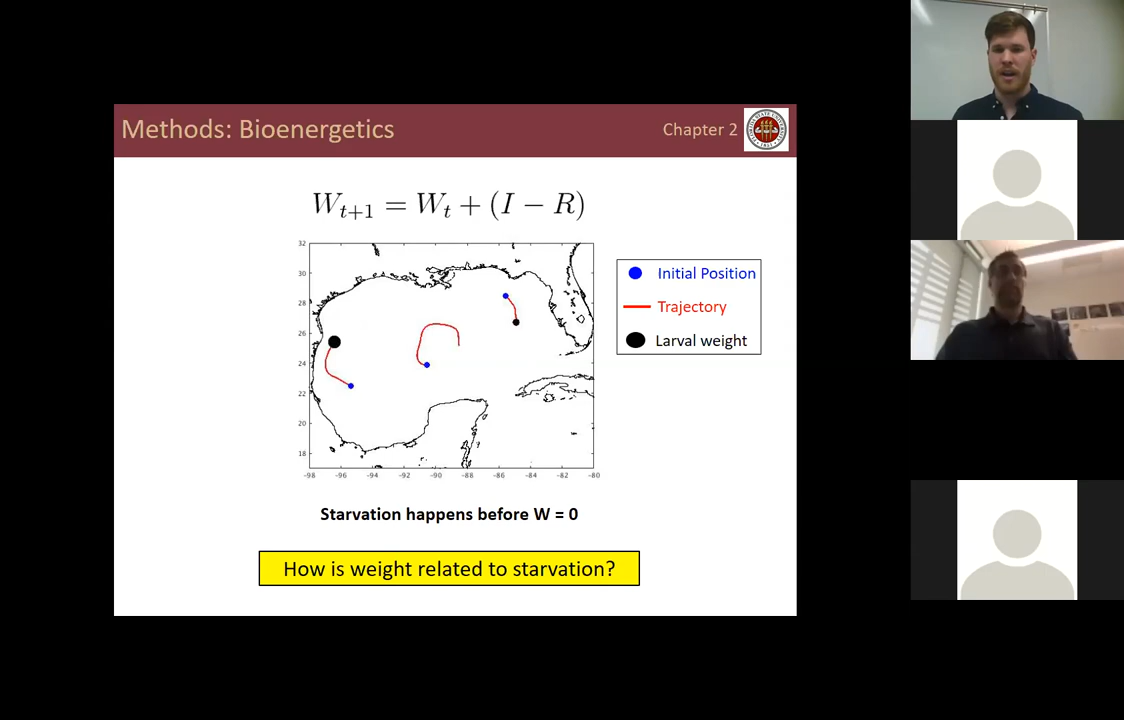 Methods: Bioenergetics
Chapter 2
W_{t+1} = W_t + (I − R)
32
30
28
26
24
22
20
18
-98 -96 -94 -92 -90 -88 -86 -84 -82 -80
Initial Position
Trajectory
Larval weight
Starvation happens before W = 0
How is weight related to starvation?